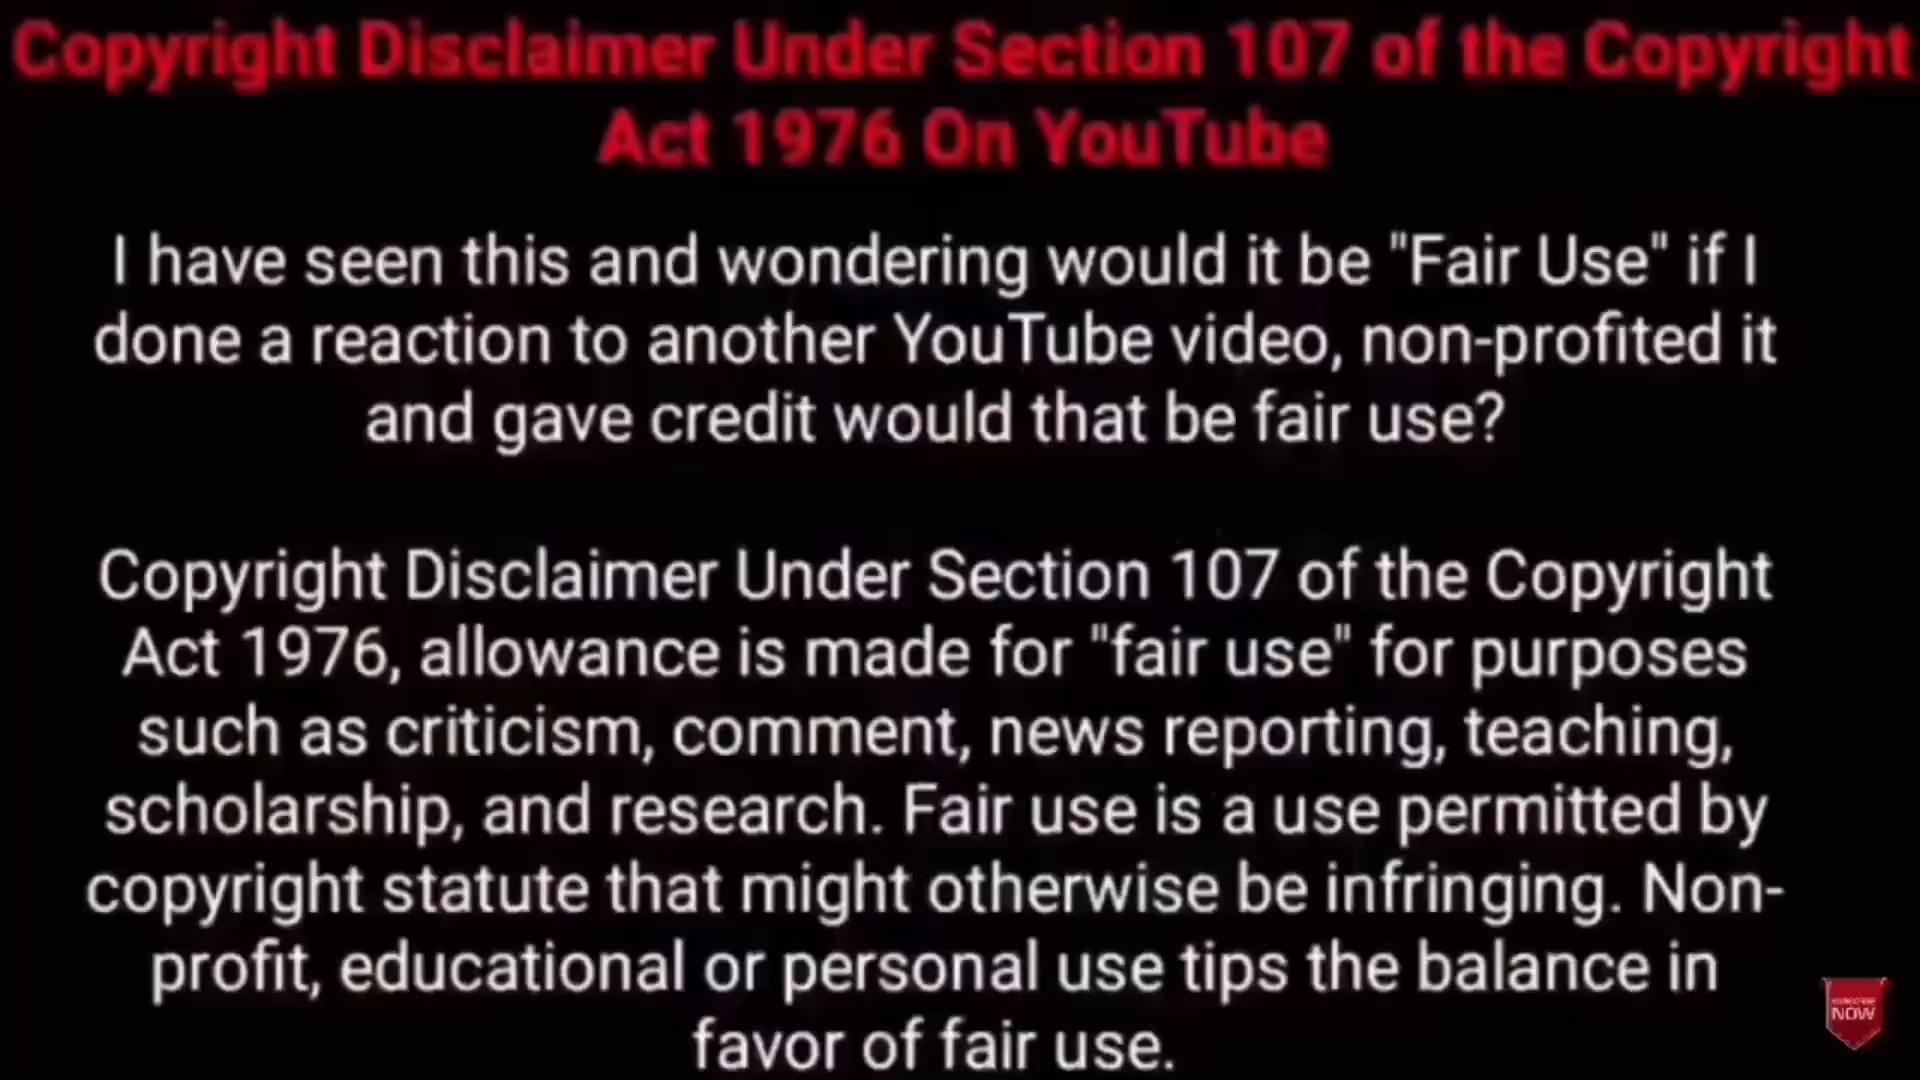 Copyright Disclaimer Under Section 107 of the Copyright
Act 1976 On YouTube
I have seen this and wondering would it be "Fair Use" if I
done a reaction to another YouTube video, non-profited it
and gave credit would that be fair use?
Copyright Disclaimer Under Section 107 of the Copyright
Act 1976, allowance is made for "fair use" for purposes
such as criticism, comment, news reporting, teaching,
scholarship, and research. Fair use is a use permitted by
copyright statute that might otherwise be infringing. Non-
profit, educational or personal use tips the balance in
favor of fair use.
SUBSCRIBE
NOW